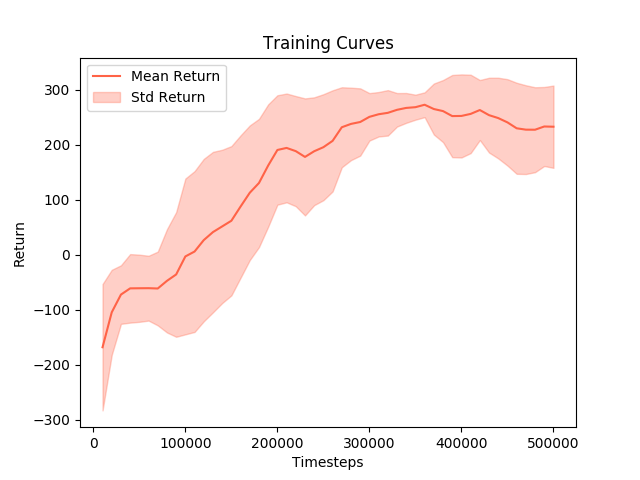 Training Curves
Mean Return
Std Return
300
200
100
0
−100
−200
−300
Return
0
100000
200000
300000
400000
500000
Timesteps